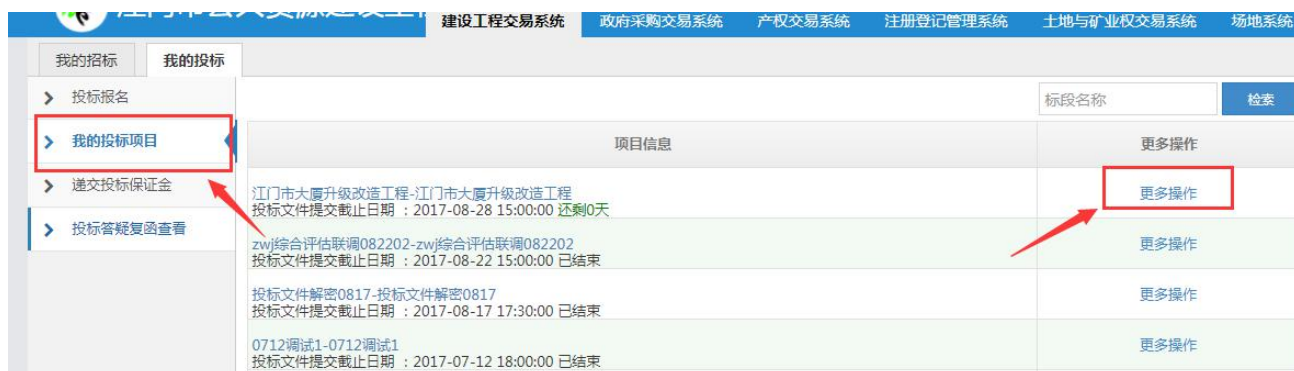 建设工程交易系统 政府采购交易系统 产权交易系统 注册登记管理系统 土地与矿业权交易系统 场地系统
我的招标 我的投标
投标报名
标段名称 检索
我的投标项目
项目信息 更多操作
递交投标保证金
江门市大厦升级改造工程-江门市大厦升级改造工程 更多操作
投标文件提交截止日期 ：2017-08-28 15:00:00 还剩0天
投标答疑复函查看
zwj综合评估联调082202-zwj综合评估联调082202 更多操作
投标文件提交截止日期 ：2017-08-22 15:00:00 已结束
投标文件解密0817-投标文件解密0817 更多操作
投标文件提交截止日期 ：2017-08-17 17:30:00 已结束
0712调试1-0712调试1 更多操作
投标文件提交截止日期 ：2017-07-12 18:00:00 已结束